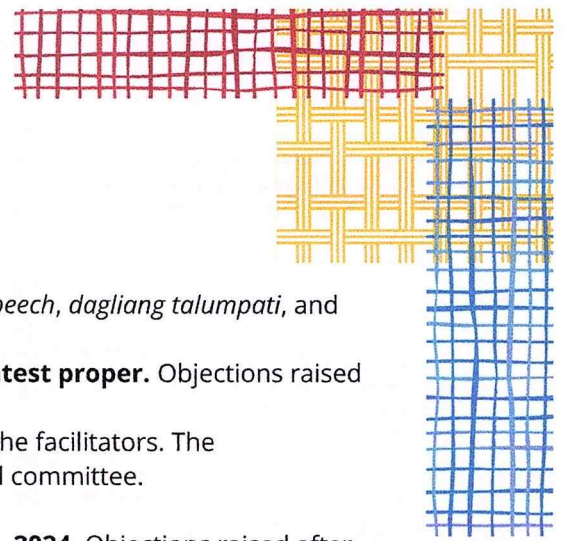 peech, dagliang talumpati, and
test proper. Objections raised
he facilitators. The
committee.
2024. Objections raised after